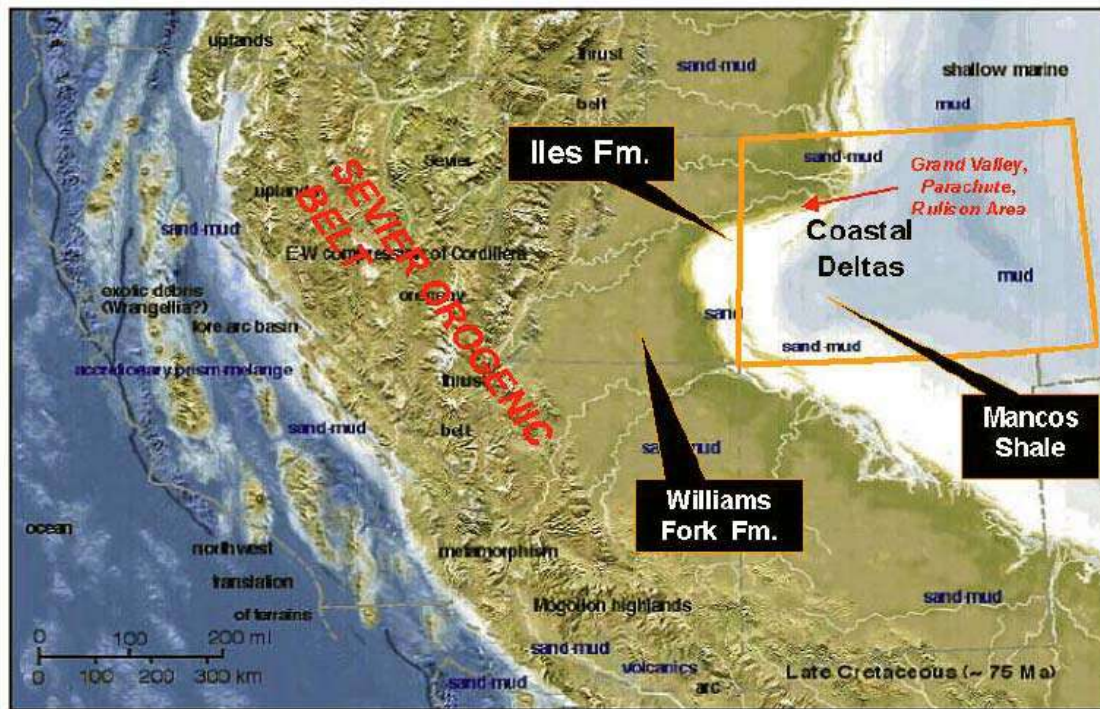 uplands
thrust
sand-mud
shallow marine
mud
belt
Iles Fm.
Sevier
sand-mud
Grand Valley,
Parachute,
Rulison Area
uplands
SEVIER OROGENIC
BELT
sand-mud
Coastal
Deltas
E-W compression of Cordillera
mud
exotic debris
(Wrangellia?)
orogeny
sand
fore arc basin
sand-mud
accretionary prism-melange
thrust
Mancos
Shale
sand-mud
belt
sand-mud
Williams
Fork Fm.
ocean
northwest
metamorphism
translation
of terrains
Mogollon highlands
sand-mud
0 100 200 mi
0 100 200 300 km
sand-mud
volcanics
Late Cretaceous (~ 75 Ma)
sand-mud
arc